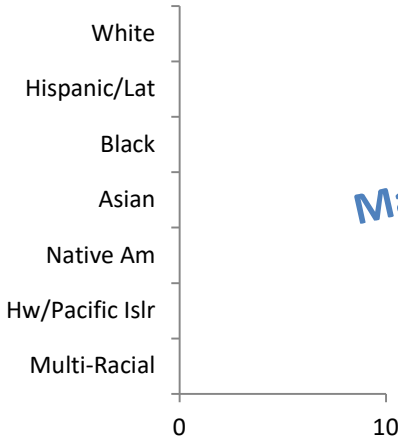 White
Hispanic/Lat
Black
Asian
Native Am
Hw/Pacific Islr
Multi-Racial
0
10